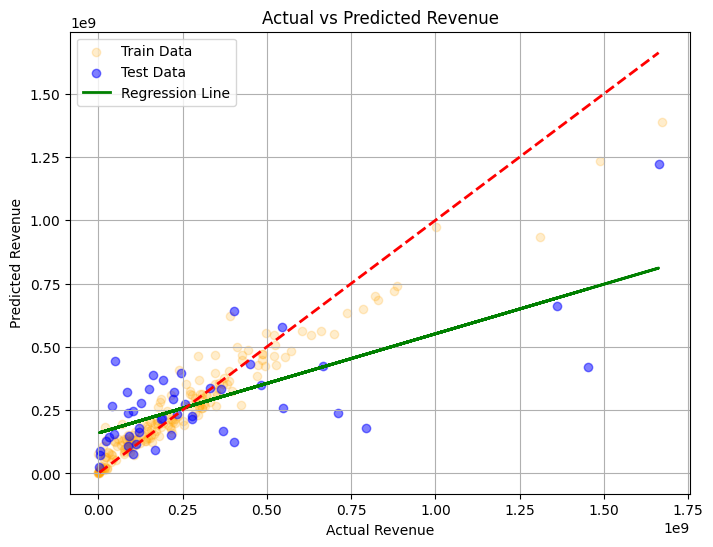 Actual vs Predicted Revenue
1e9
Train Data
Test Data
Regression Line
1.50
1.25
1.00
0.75
0.50
0.25
0.00
Predicted Revenue
0.00 0.25 0.50 0.75 1.00 1.25 1.50 1.75
1e9
Actual Revenue